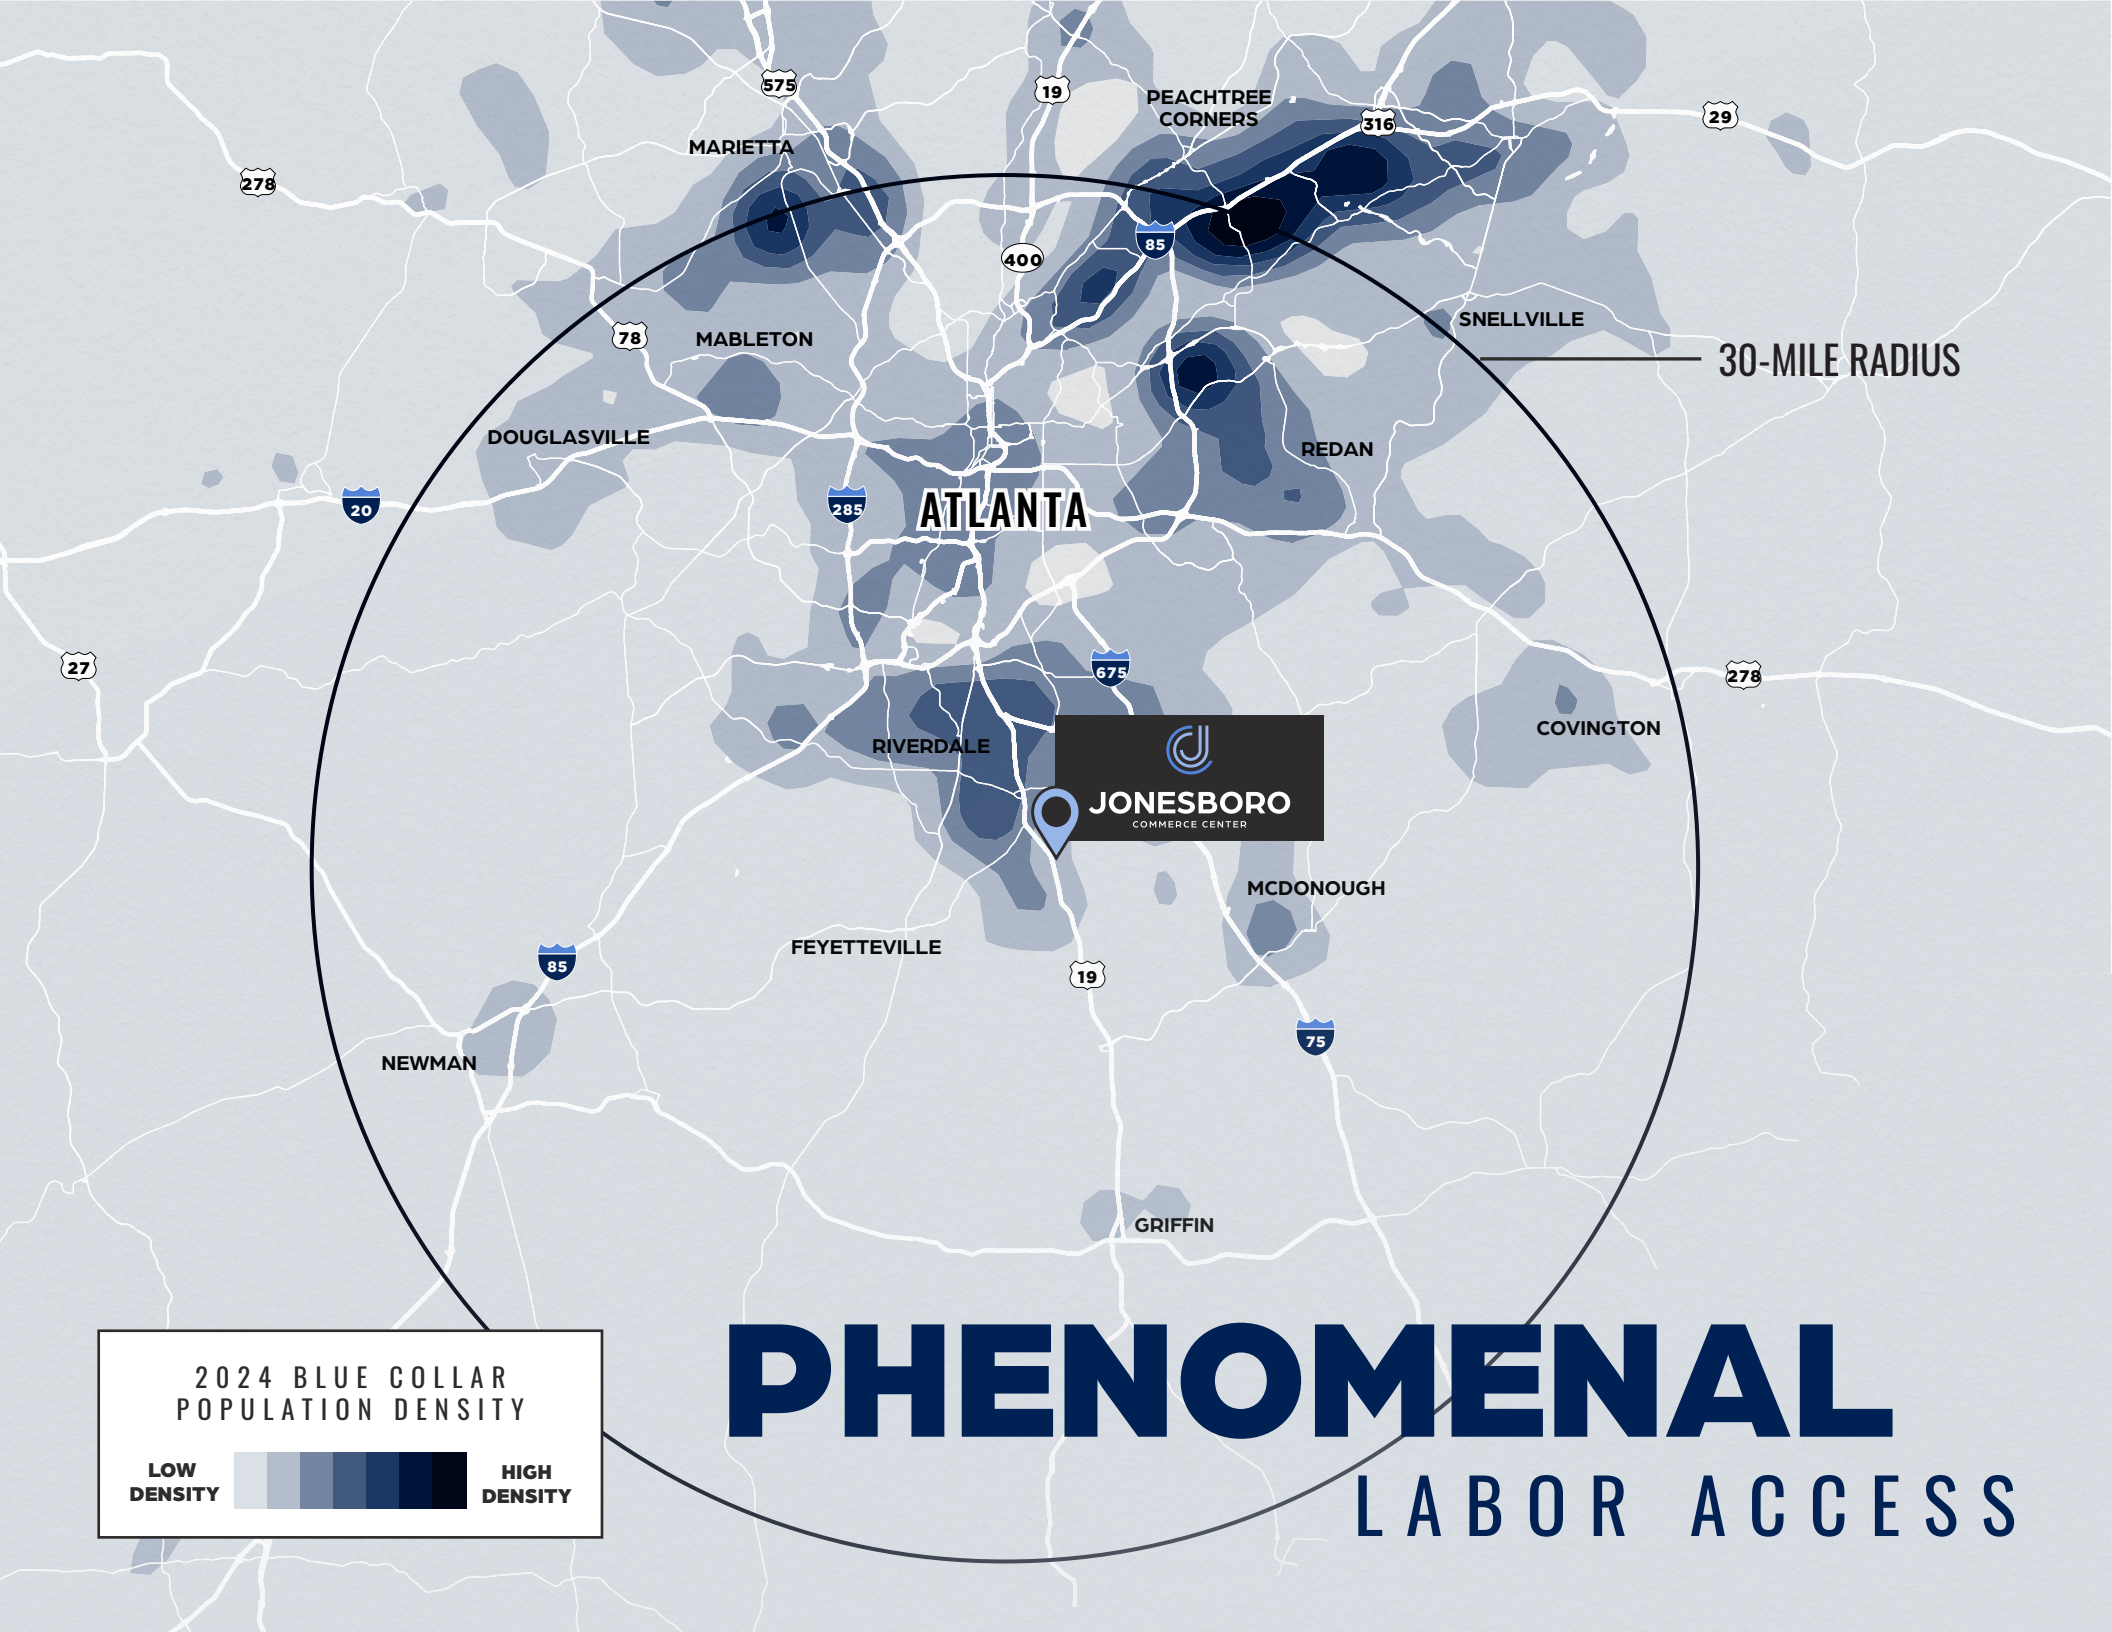 575
19
PEACHTREE
CORNERS
316
29
MARIETTA
278
85
400
78
MABLETON
SNELLVILLE
30-MILE RADIUS
DOUGLASVILLE
REDAN
20
285
ATLANTA
27
675
278
COVINGTON
RIVERDALE
JONESBORO
COMMERCE CENTER
MCDONOUGH
FEYETTEVILLE
85
19
75
NEWMAN
GRIFFIN
PHENOMENAL
LABOR ACCESS
2024 BLUE COLLAR
POPULATION DENSITY
LOW
DENSITY
HIGH
DENSITY